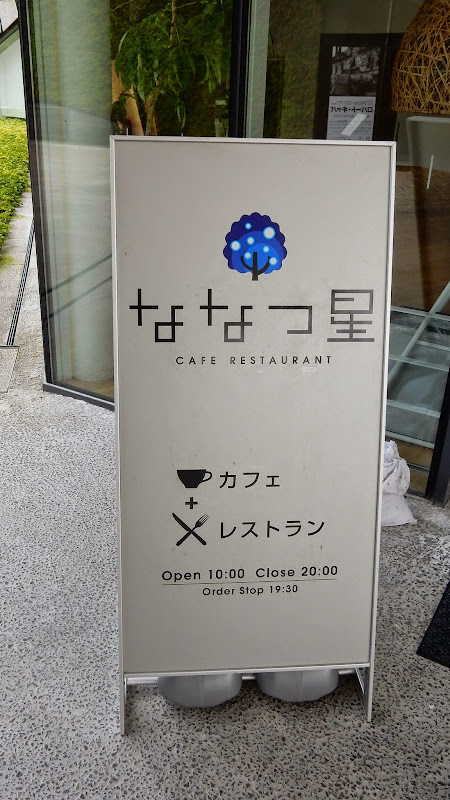 ななつ星
CAFE RESTAURANT
カフェ
+
レストラン
Open 10:00 Close 20:00
Order Stop 19:30